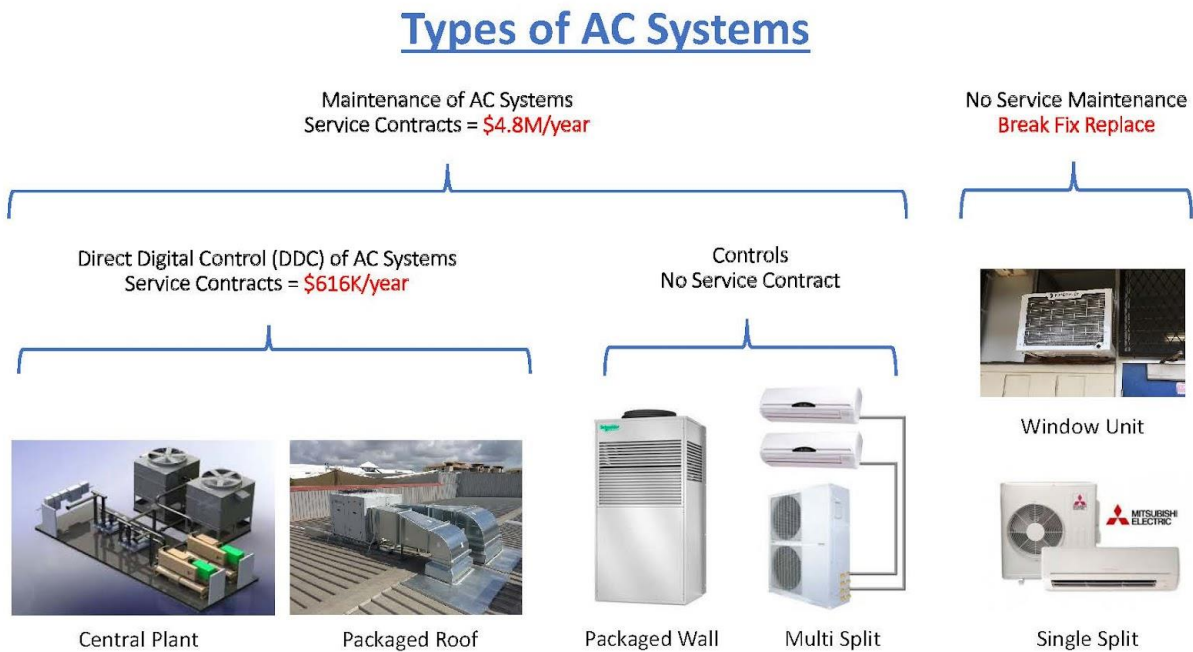 Types of AC Systems
Maintenance of AC Systems
Service Contracts = $4.8M/year
No Service Maintenance
Break Fix Replace
Direct Digital Control (DDC) of AC Systems
Service Contracts = $616K/year
Controls
No Service Contract
Window Unit
MITSUBISHI
ELECTRIC
Central Plant
Packaged Roof
Packaged Wall
Multi Split
Single Split